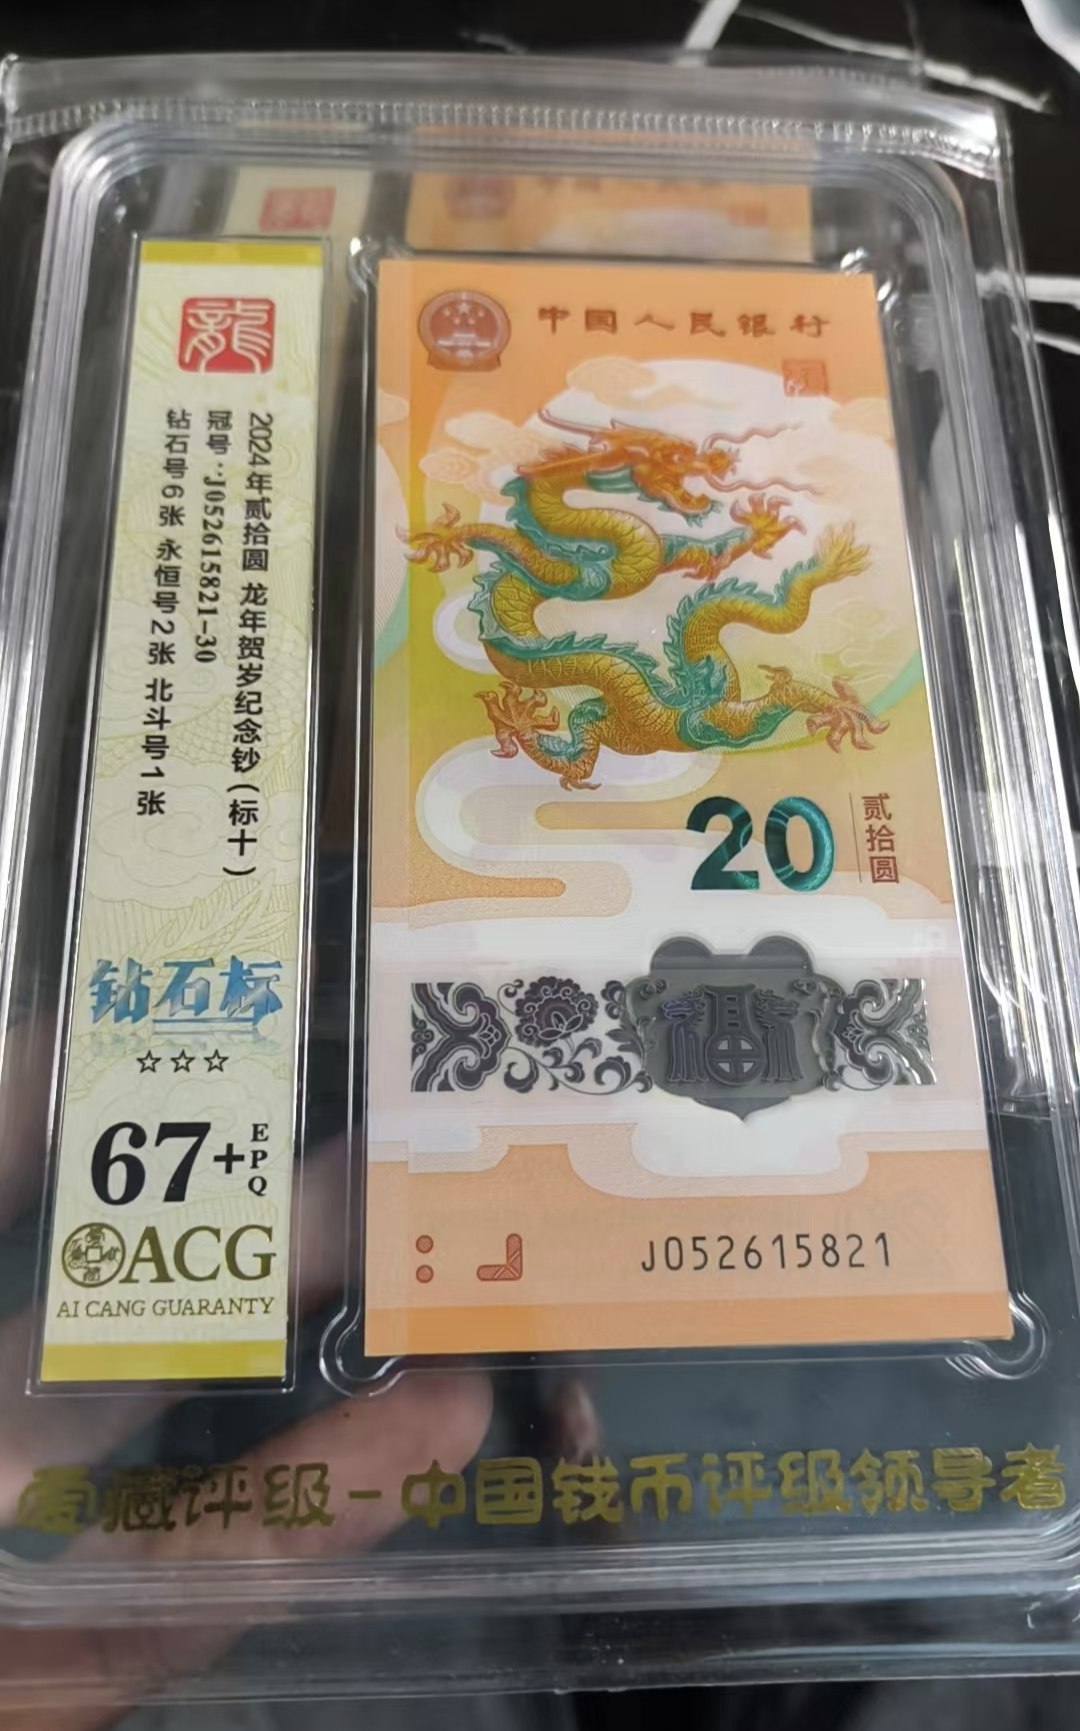 龍
2024年贰拾圆 龙年贺岁纪念钞(标十)
冠号:J052615821-30
钻石号6张 永恒号2张 北斗号1张
钻石标
☆☆☆
67+EPQ
ACG
AI CANG GUARANTY
中国人民银行
20
贰拾圆
福
J052615821
爱藏评级-中国钱币评级领导者